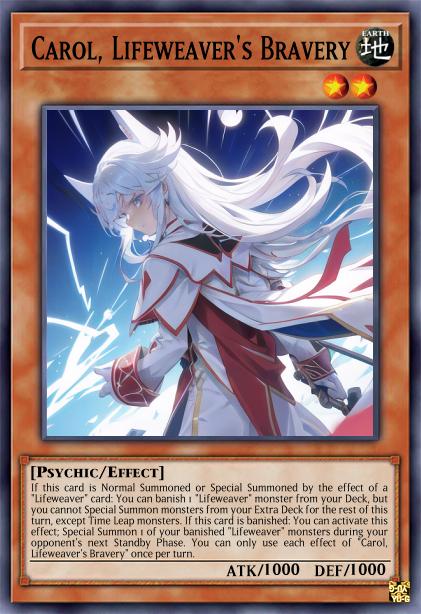 Carol, Lifeweaver's Bravery
EARTH
地
[Psychic/Effect]
If this card is Normal Summoned or Special Summoned by the effect of a
"Lifeweaver" card: You can banish 1 "Lifeweaver" monster from your Deck, but
you cannot Special Summon monsters from your Extra Deck for the rest of this
turn, except Time Leap monsters. If this card is banished: You can activate this
effect; Special Summon 1 of your banished "Lifeweaver" monsters during your
opponent's next Standby Phase. You can only use each effect of "Carol,
Lifeweaver's Bravery" once per turn.
ATK/1000 DEF/1000